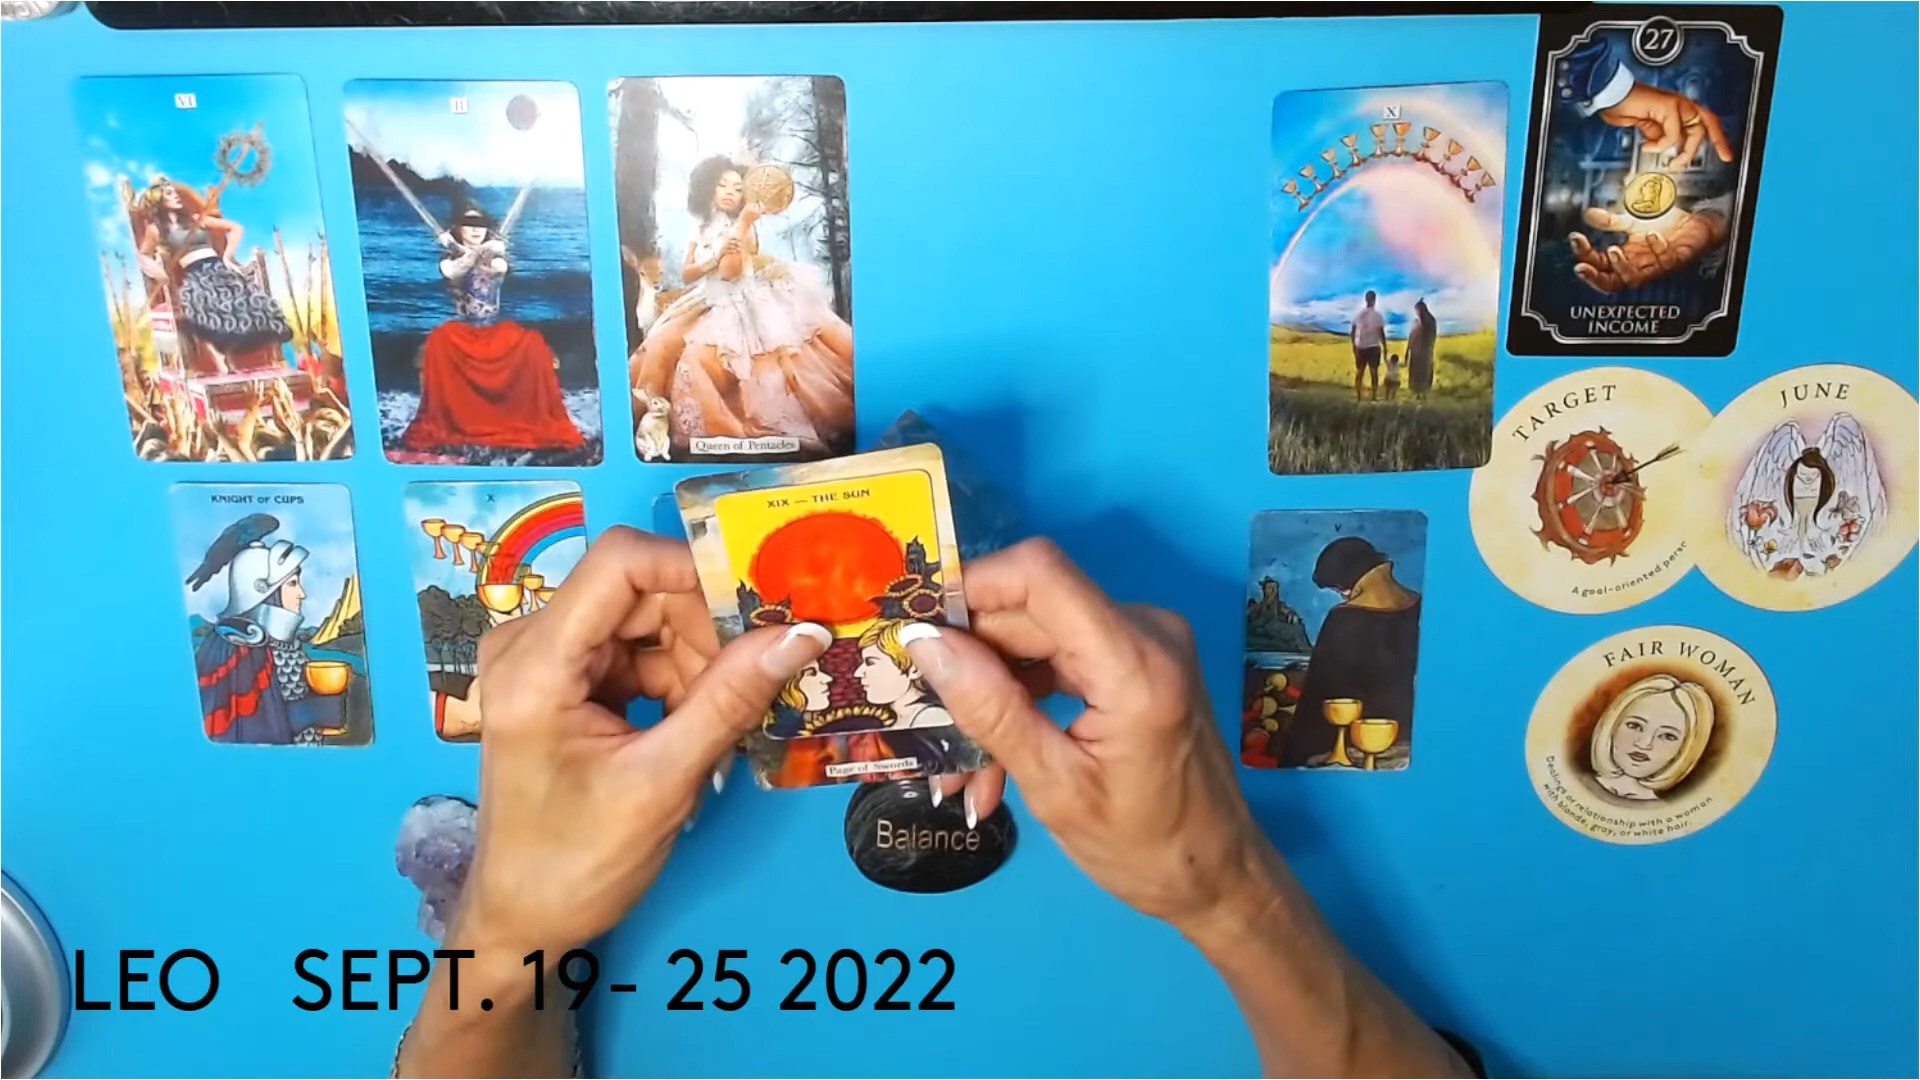 VI
II
Queen of Pentacles
X
27
UNEXPECTED
INCOME
TARGET
A goal-oriented perso
JUNE
KNIGHT OF CUPS
X
XIX — THE SUN
Page of Swords
V
FAIR WOMAN
Dealings or relationship with a woman
with blonde, gray, or white hair.
Balance
LEO SEPT. 19- 25 2022